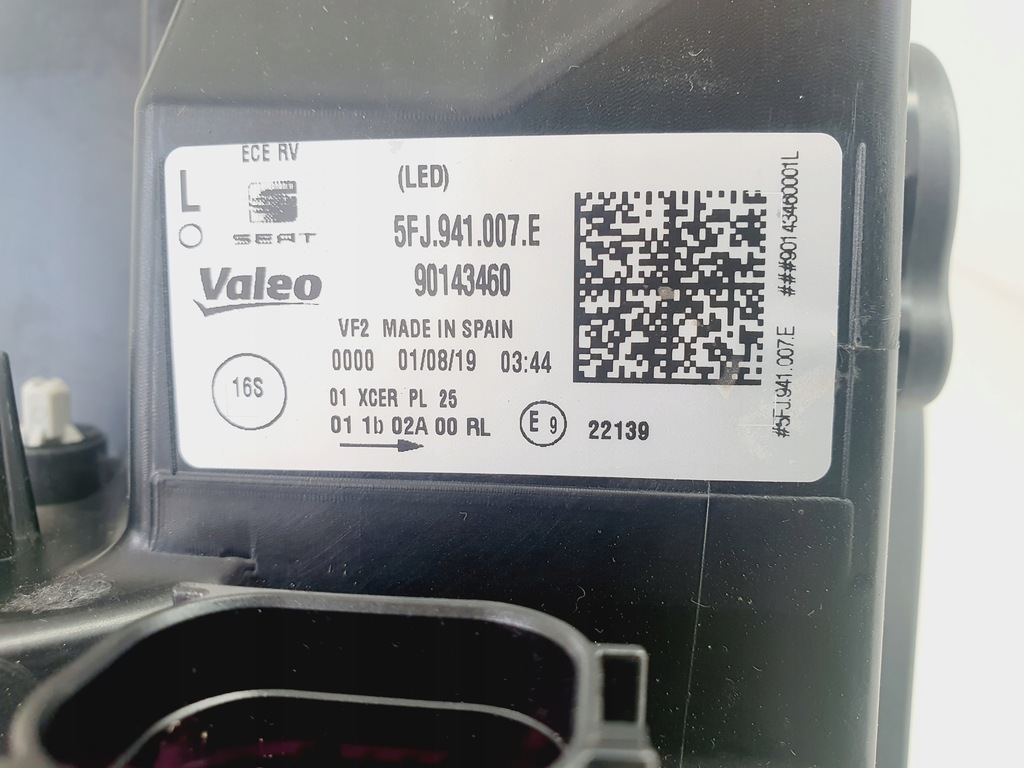 ECE RV
L
SEAT
(LED)
5FJ.941.007.E
Valeo
90143460
VF2 MADE IN SPAIN
0000 01/08/19 03:44
16S
01 XCER PL 25
01 1b 02A 00 RL
E 9
22139
#5FJ.941.007.E ###901434600001L